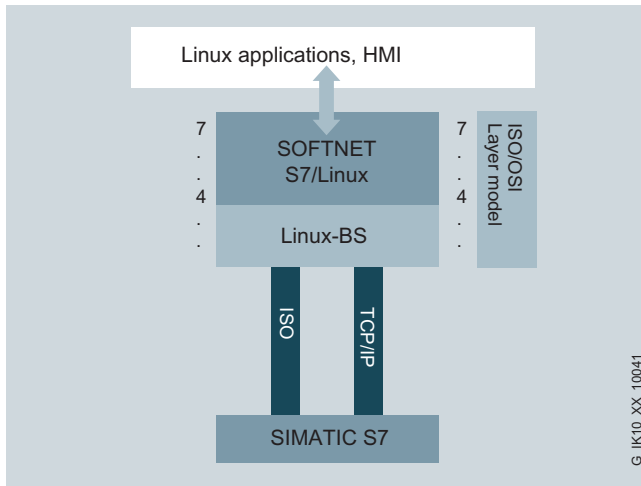 Linux applications, HMI
7
.
.
4
.
.
SOFTNET
S7/Linux
Linux-BS
7
.
.
4
.
.
ISO/OSI
Layer model
ISO
TCP/IP
SIMATIC S7
G_IK10_XX_10041